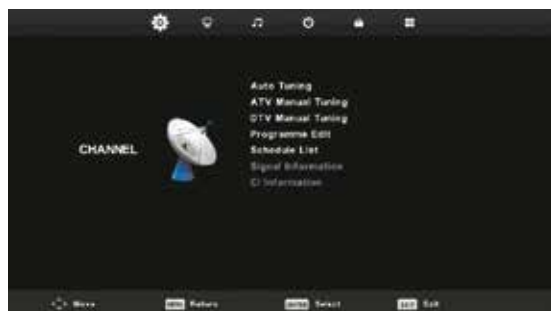 CHANNEL
Auto Tuning
ATV Manual Tuning
DTV Manual Tuning
Programme Edit
Schedule List
Signal Information
CI Information
Move
MENU Return
ENTER Select
EXIT Exit